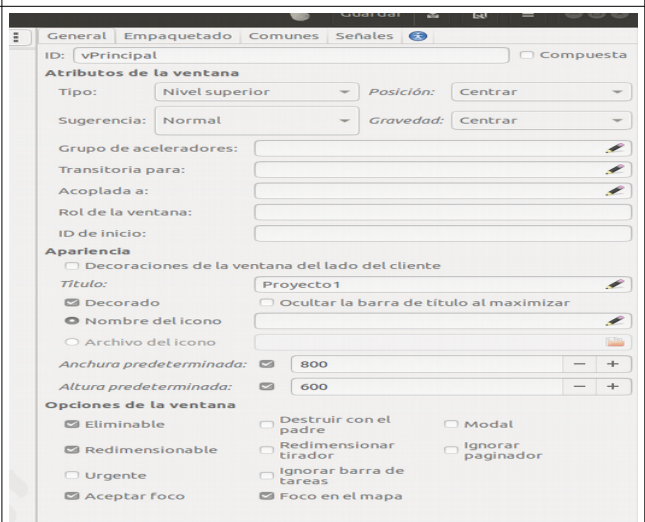 Guardar
General Empaquetado Comunes Señales
ID: vPrincipal Compuesta
Atributos de la ventana
Tipo: Nivel superior Posición: Centrar
Sugerencia: Normal Gravedad: Centrar
Grupo de aceleradores:
Transitoria para:
Acoplada a:
Rol de la ventana:
ID de inicio:
Apariencia
Decoraciones de la ventana del lado del cliente
Título: Proyecto1
Decorado Ocultar la barra de título al maximizar
Nombre del icono
Archivo del icono
Anchura predeterminada: 800 − +
Altura predeterminada: 600 − +
Opciones de la ventana
Eliminable Destruir con el padre Modal
Redimensionable Redimensionar tirador Ignorar paginador
Urgente Ignorar barra de tareas
Aceptar foco Foco en el mapa